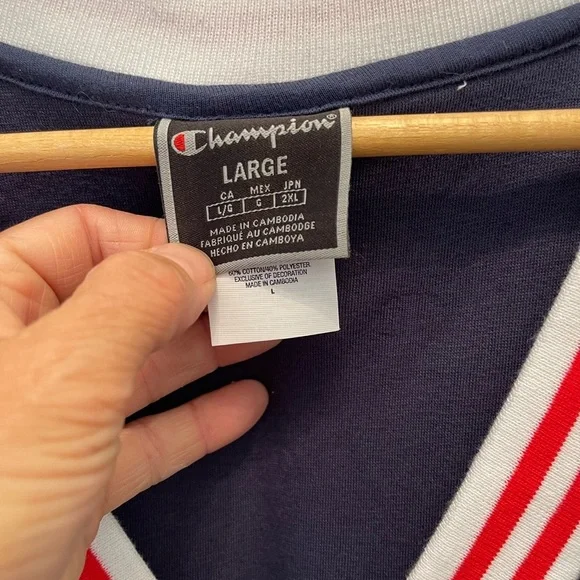 Champion®
LARGE
CA MEX JPN
L/G G 2XL
MADE IN CAMBODIA
FABRIQUÉ AU CAMBODGE
HECHO EN CAMBOYA
60% COTTON/40% POLYESTER
EXCLUSIVE OF DECORATION
MADE IN CAMBODIA
L